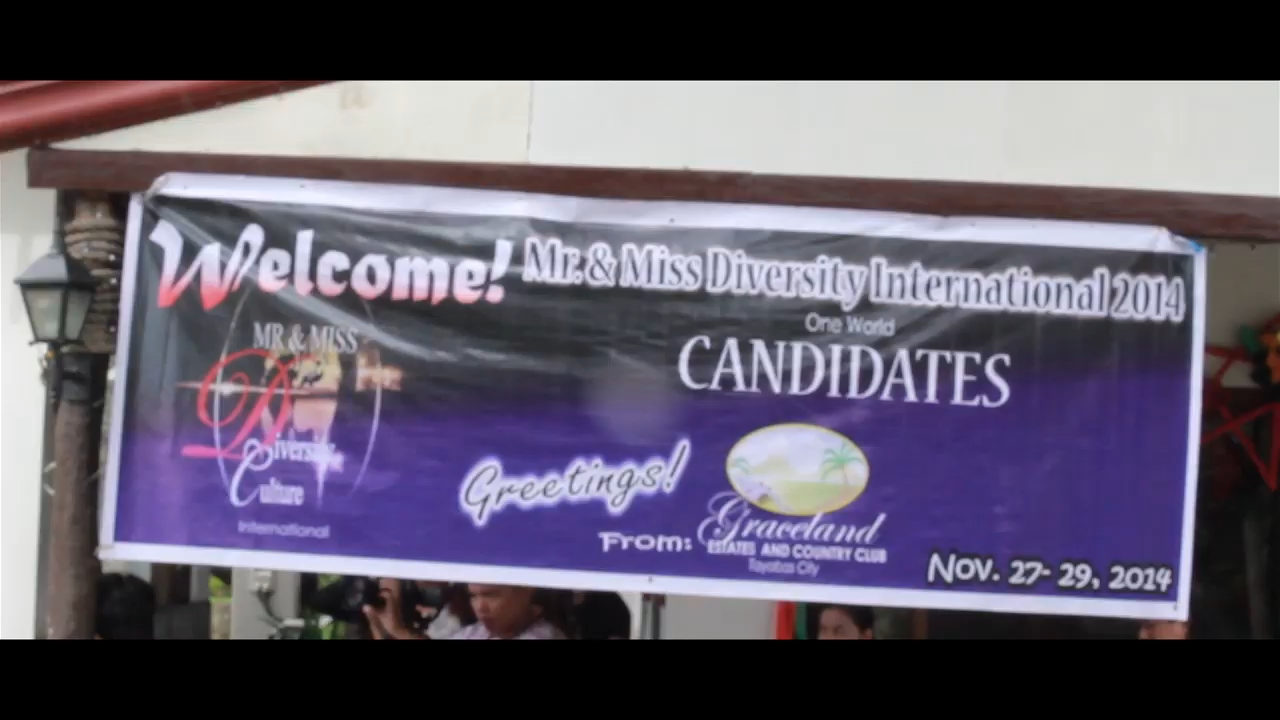 Welcome! Mr. & Miss Diversity International 2014
One World
CANDIDATES
MR & MISS
Diversity
Culture
International
Greetings!
From: Graceland
ESTATES AND COUNTRY CLUB
Tayabas City
Nov. 27-29, 2014